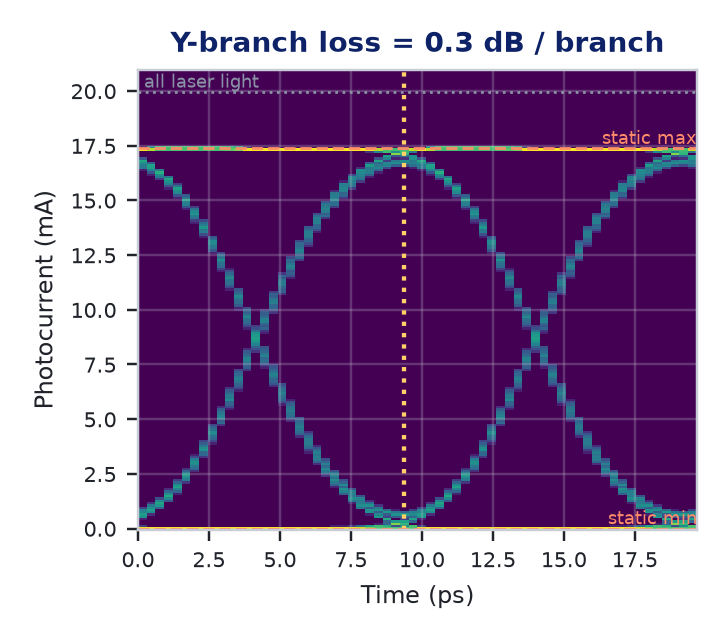 Y-branch loss = 0.3 dB / branch
all laser light
static max
static min
20.0
17.5
15.0
12.5
10.0
7.5
5.0
2.5
0.0
Photocurrent (mA)
0.0 2.5 5.0 7.5 10.0 12.5 15.0 17.5
Time (ps)